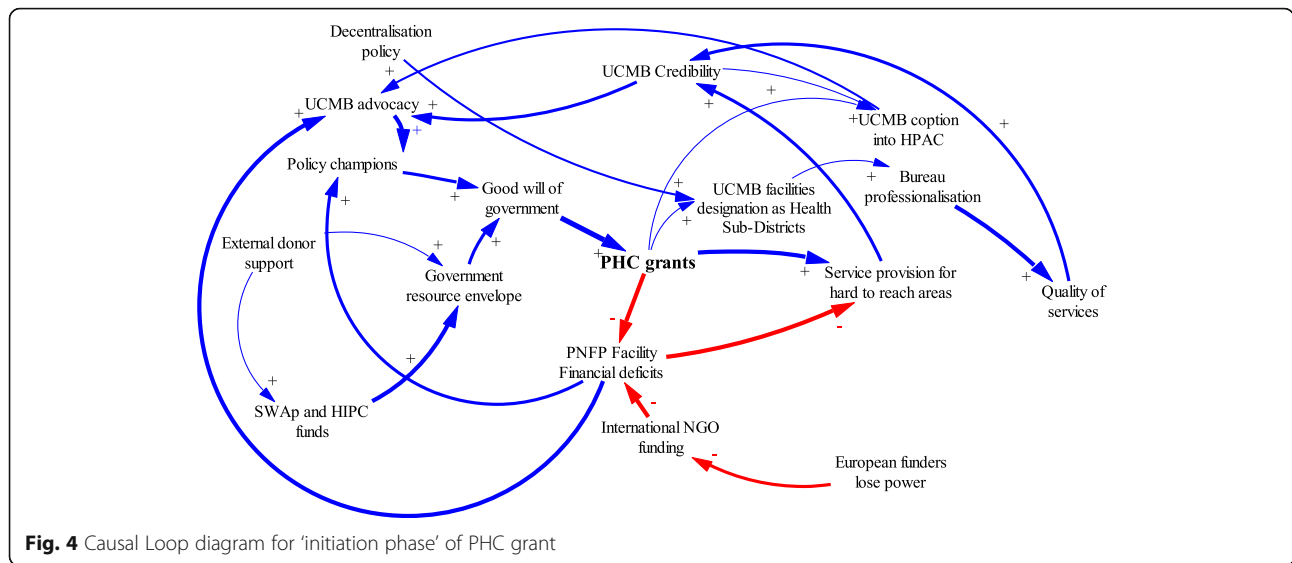 Decentralisation
policy
+
UCMB Credibility
+
+
UCMB advocacy
+
+
+
+
UCMB coption
into HPAC
+
+
Policy champions
+
Good will of
government
+
+
UCMB facilities
designation as Health
Sub-Districts
+
+
Bureau
professionalisation
+
External donor
support
+
+
Government
resource envelope
+
PHC grants
+
Service provision for
hard to reach areas
+
Quality of
services
-
-
+
PNFP Facility
Financial deficits
+
SWAp and HIPC
funds
-
International NGO
funding
-
European funders
lose power
Fig. 4 Causal Loop diagram for ‘initiation phase’ of PHC grant